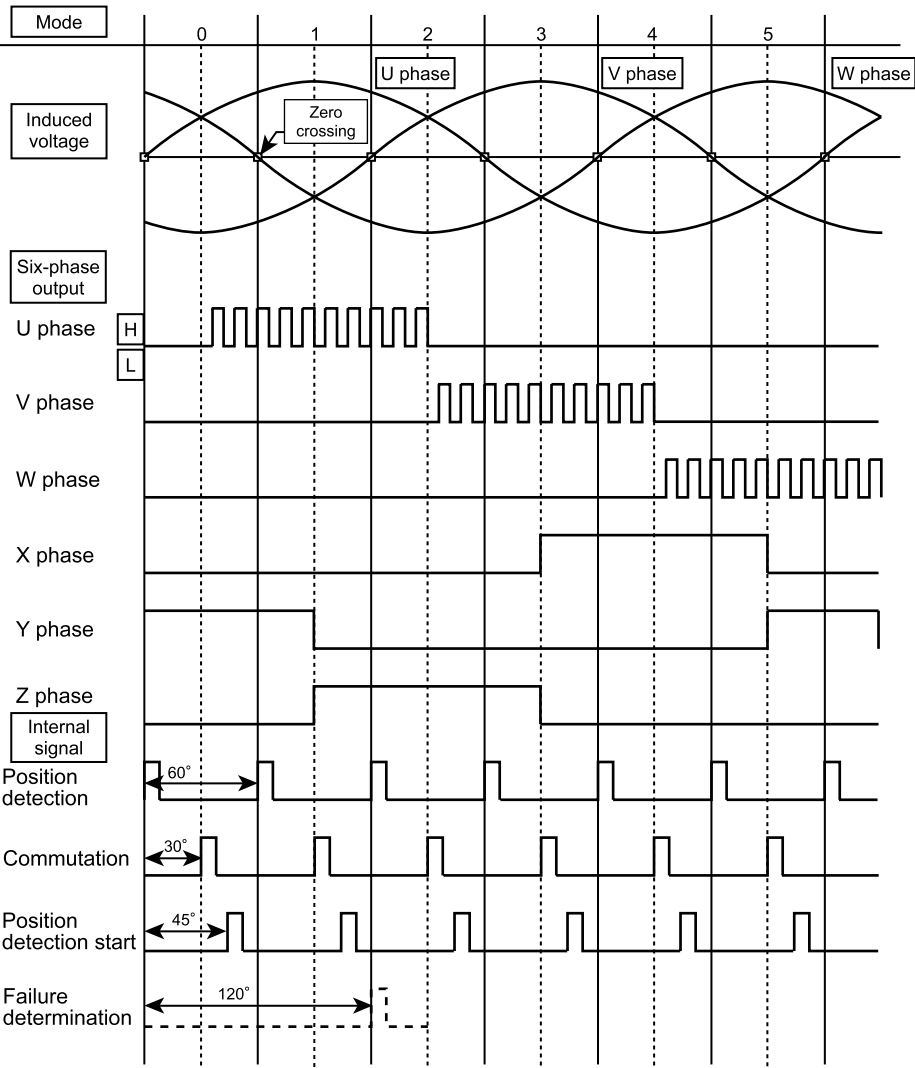 Mode
0 1 2 3 4 5
U phase V phase W phase
Induced
voltage
Zero
crossing
Six-phase
output
U phase H
L
V phase
W phase
X phase
Y phase
Z phase
Internal
signal
Position
detection
60°
Commutation
30°
Position
detection start
45°
Failure
determination
120°